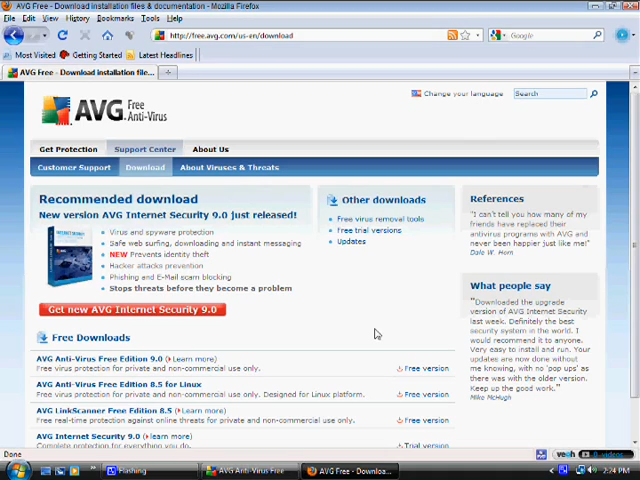 AVG Free - Download installation files & documentation - Mozilla Firefox
File Edit View History Bookmarks Tools Help
http://free.avg.com/us-en/download
Google
Most Visited Getting Started Latest Headlines
AVG Free - Download installation file...
AVG Free
Anti-Virus
Change your language
Search
Get Protection Support Center About Us
Customer Support Download About Viruses & Threats
Recommended download
New version AVG Internet Security 9.0 just released!
Virus and spyware protection
Safe web surfing, downloading and instant messaging
NEW Prevents identity theft
Hacker attacks prevention
Phishing and E-mail scam blocking
Stops threats before they become a problem
Get new AVG Internet Security 9.0
Other downloads
Free virus removal tools
Free trial versions
Updates
References
"I can't tell you how many of my
friends have replaced their
antivirus programs with AVG and
never been happier just like me!"
Dale W. Horn
What people say
"Downloaded the upgrade
version of AVG Internet Security
last week. Definitely the best
security system in the world. I
would recommend it to anyone.
Very easy to install and run. Your
updates are now done without
me knowing, with no 'pop ups' as
there was with the older version.
Keep up the good work."
Mike McHugh
Free Downloads
AVG Anti-Virus Free Edition 9.0 (Learn more)
Free virus protection for private and non-commercial use only. Free version
AVG Anti-Virus Free Edition 8.5 for Linux
Free virus protection for private and non-commercial use only. Designed for Linux platform. Free version
AVG LinkScanner Free Edition 8.5 (Learn more)
Free real-time protection against online threats for private and non-commercial use only. Free version
AVG Internet Security 9.0 (learn more)
Complete protection for everything you do. Trial version
Done
veoh 0 videos
Flashing AVG Anti-Virus Free AVG Free - Downloa... 2:24 PM